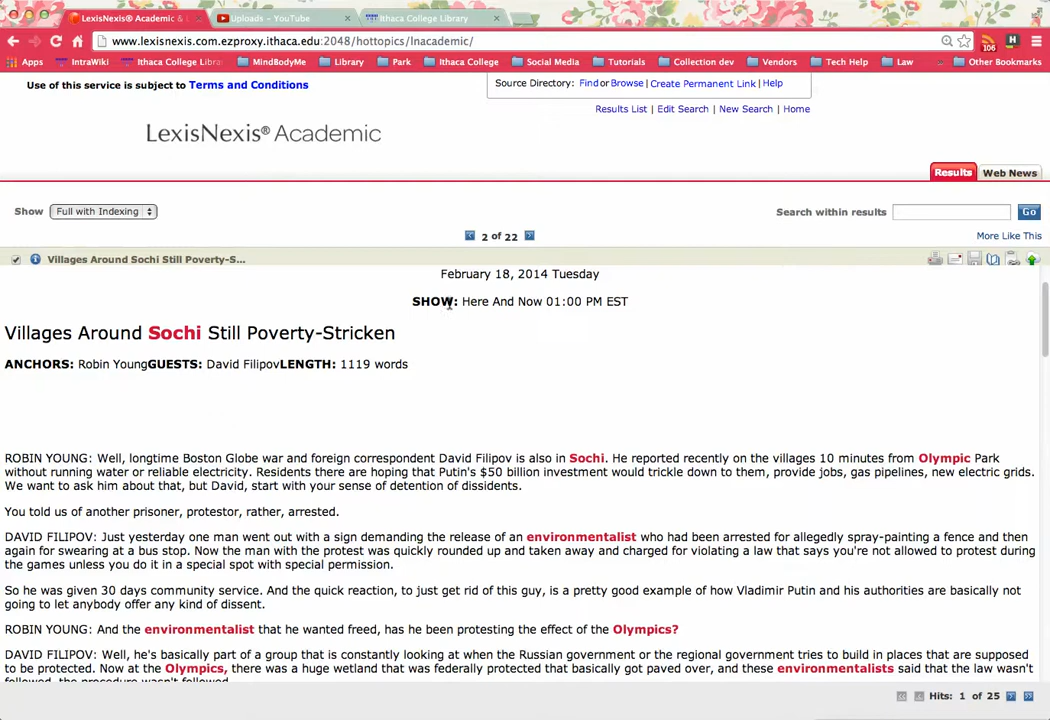 LexisNexis® Academic &
Uploads - YouTube
Ithaca College Library
www.lexisnexis.com.ezproxy.ithaca.edu:2048/hottopics/lnacademic/
106
H
Apps IntraWiki Ithaca College Libra MindBodyMe Library Park Ithaca College Social Media Tutorials Collection dev Vendors Tech Help Law » Other Bookmarks
Use of this service is subject to Terms and Conditions
Source Directory: Find or Browse | Create Permanent Link | Help
Results List | Edit Search | New Search | Home
LexisNexis® Academic
Results Web News
Show Full with Indexing
Search within results Go
2 of 22
More Like This
Villages Around Sochi Still Poverty-S...
February 18, 2014 Tuesday
SHOW: Here And Now 01:00 PM EST
Villages Around Sochi Still Poverty-Stricken
ANCHORS: Robin YoungGUESTS: David FilipovLENGTH: 1119 words
ROBIN YOUNG: Well, longtime Boston Globe war and foreign correspondent David Filipov is also in Sochi. He reported recently on the villages 10 minutes from Olympic Park
without running water or reliable electricity. Residents there are hoping that Putin's $50 billion investment would trickle down to them, provide jobs, gas pipelines, new electric grids.
We want to ask him about that, but David, start with your sense of detention of dissidents.
You told us of another prisoner, protestor, rather, arrested.
DAVID FILIPOV: Just yesterday one man went out with a sign demanding the release of an environmentalist who had been arrested for allegedly spray-painting a fence and then
again for swearing at a bus stop. Now the man with the protest was quickly rounded up and taken away and charged for violating a law that says you're not allowed to protest during
the games unless you do it in a special spot with special permission.
So he was given 30 days community service. And the quick reaction, to just get rid of this guy, is a pretty good example of how Vladimir Putin and his authorities are basically not
going to let anybody offer any kind of dissent.
ROBIN YOUNG: And the environmentalist that he wanted freed, has he been protesting the effect of the Olympics?
DAVID FILIPOV: Well, he's basically part of a group that is constantly looking at when the Russian government or the regional government tries to build in places that are supposed
to be protected. Now at the Olympics, there was a huge wetland that was federally protected that basically got paved over, and these environmentalists said that the law wasn't
followed, the procedure wasn't followed.
Hits: 1 of 25